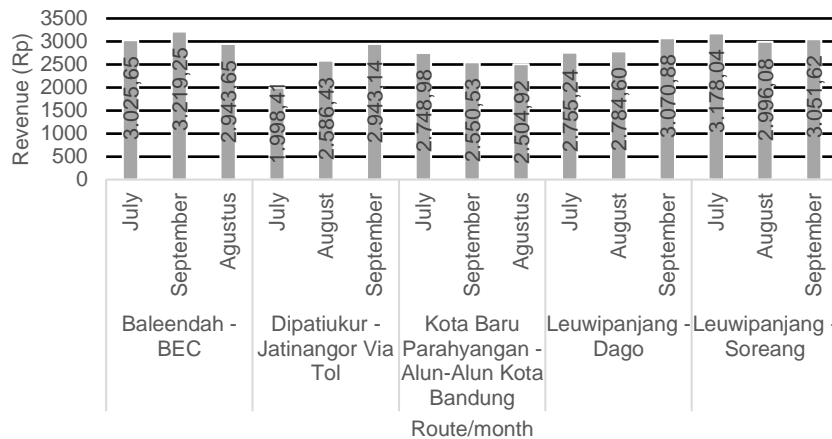 Revenue (Rp)
3500
3000
2500
2000
1500
1000
500
0
3.025,65
3.219,25
2.943,65
1.998,41
2.586,43
2.943,14
2.748,98
2.550,53
2.504,92
2.755,24
2.784,60
3.070,88
3.178,04
2.996,08
3.051,62
July
September
Agustus
July
August
September
July
September
Agustus
July
August
September
July
August
September
Baleendah -
BEC
Dipatiukur -
Jatinangor Via
Tol
Kota Baru
Parahyangan -
Alun-Alun Kota
Bandung
Leuwipanjang -
Dago
Leuwipanjang -
Soreang
Route/month